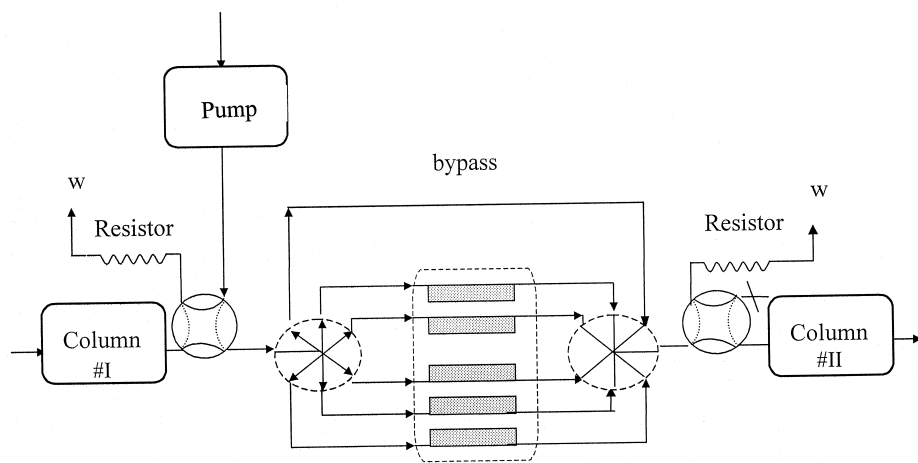 Pump
bypass
w
w
Resistor
Resistor
Column
#I
Column
#II